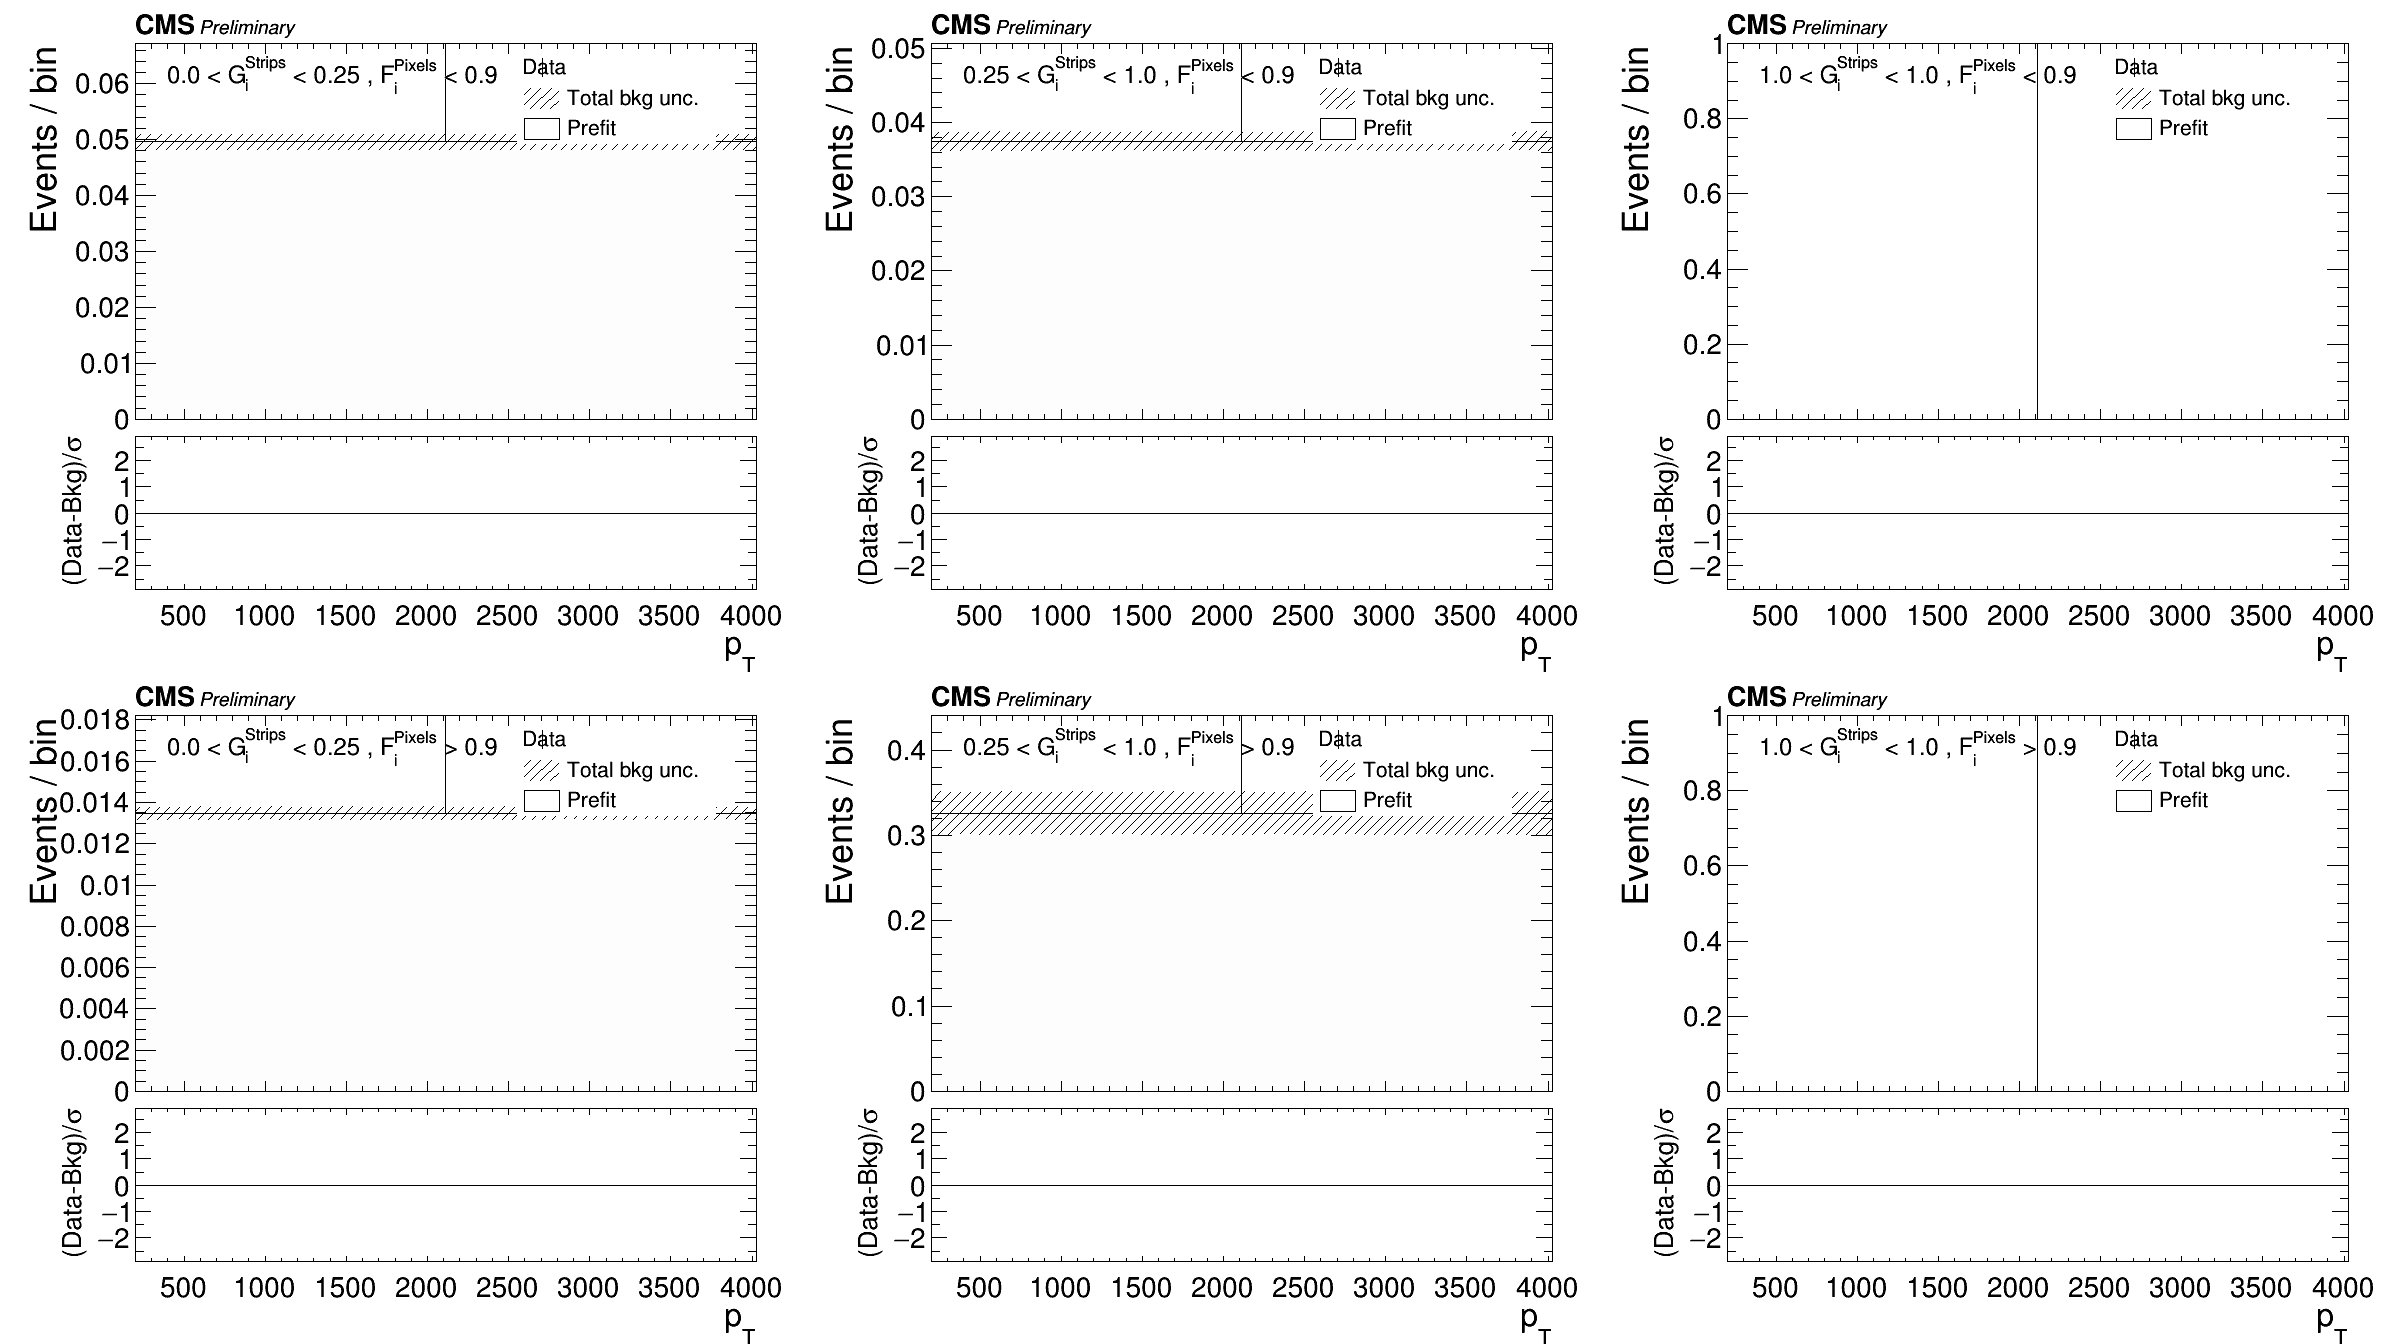 CMS Preliminary
Events / bin
0.0 < G_i^Strips < 0.25 , F_i^Pixels < 0.9
Data
Total bkg unc.
Prefit
0.06
0.05
0.04
0.03
0.02
0.01
0
(Data-Bkg)/σ
2
1
0
−1
−2
500 1000 1500 2000 2500 3000 3500 4000
p_T
CMS Preliminary
Events / bin
0.25 < G_i^Strips < 1.0 , F_i^Pixels < 0.9
Data
Total bkg unc.
Prefit
0.05
0.04
0.03
0.02
0.01
0
(Data-Bkg)/σ
2
1
0
−1
−2
500 1000 1500 2000 2500 3000 3500 4000
p_T
CMS Preliminary
Events / bin
1.0 < G_i^Strips < 1.0 , F_i^Pixels < 0.9
Data
Total bkg unc.
Prefit
1
0.8
0.6
0.4
0.2
0
(Data-Bkg)/σ
2
1
0
−1
−2
500 1000 1500 2000 2500 3000 3500 4000
p_T
CMS Preliminary
Events / bin
0.0 < G_i^Strips < 0.25 , F_i^Pixels > 0.9
Data
Total bkg unc.
Prefit
0.018
0.016
0.014
0.012
0.01
0.008
0.006
0.004
0.002
0
(Data-Bkg)/σ
2
1
0
−1
−2
500 1000 1500 2000 2500 3000 3500 4000
p_T
CMS Preliminary
Events / bin
0.25 < G_i^Strips < 1.0 , F_i^Pixels > 0.9
Data
Total bkg unc.
Prefit
0.4
0.3
0.2
0.1
0
(Data-Bkg)/σ
2
1
0
−1
−2
500 1000 1500 2000 2500 3000 3500 4000
p_T
CMS Preliminary
Events / bin
1.0 < G_i^Strips < 1.0 , F_i^Pixels > 0.9
Data
Total bkg unc.
Prefit
1
0.8
0.6
0.4
0.2
0
(Data-Bkg)/σ
2
1
0
−1
−2
500 1000 1500 2000 2500 3000 3500 4000
p_T